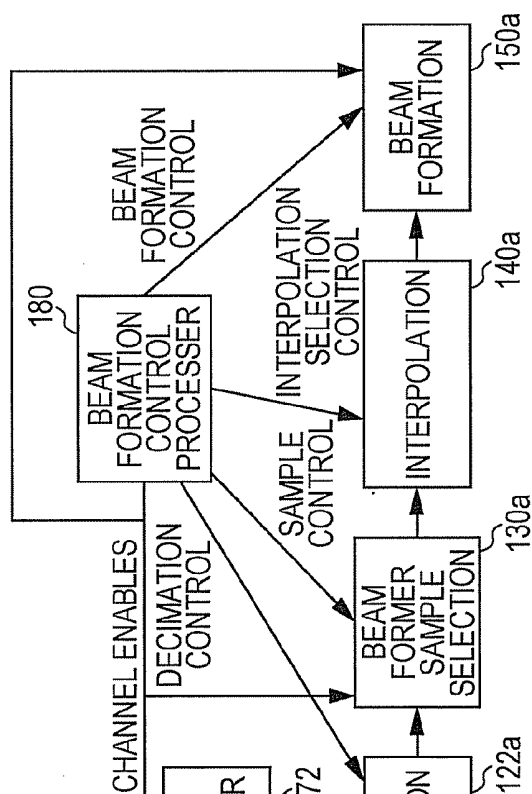 CHANNEL ENABLES
180
BEAM
FORMATION
CONTROL
PROCESSER
BEAM
FORMATION
CONTROL
INTERPOLATION
SELECTION
CONTROL
SAMPLE
CONTROL
DECIMATION
CONTROL
R
72
ON
122a
BEAM
FORMER
SAMPLE
SELECTION
130a
INTERPOLATION
140a
BEAM
FORMATION
150a